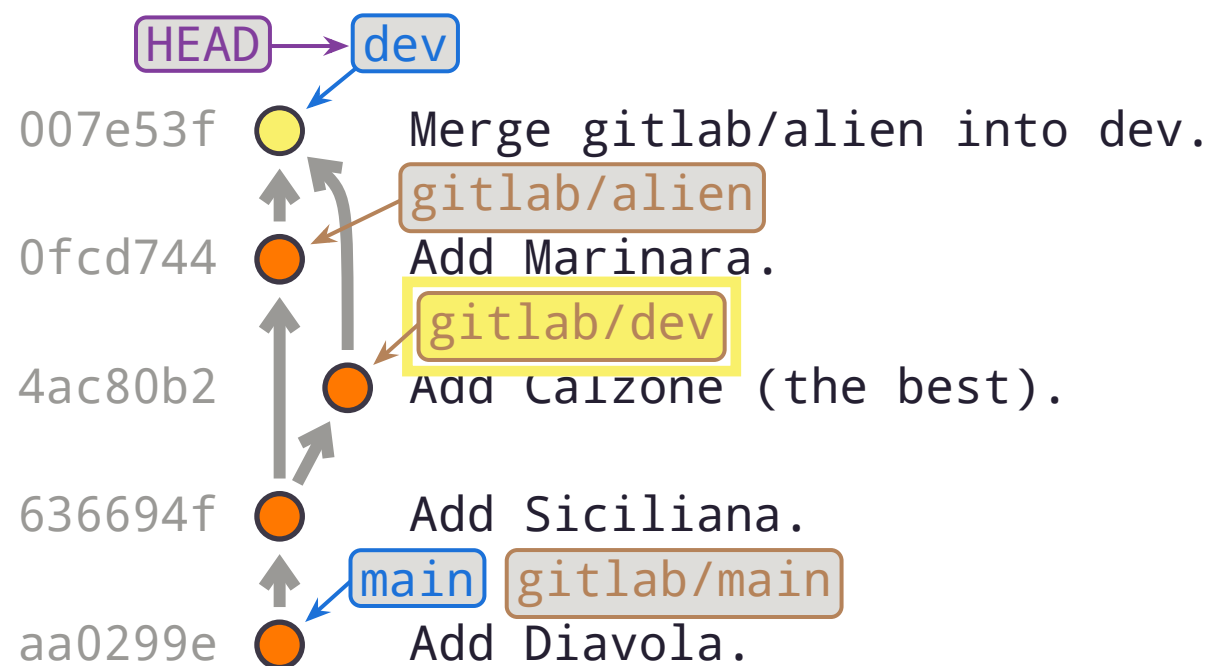 HEAD dev
007e53f Merge gitlab/alien into dev.
gitlab/alien
0fcd744 Add Marinara.
gitlab/dev
4ac80b2 Add Calzone (the best).
636694f Add Siciliana.
main gitlab/main
aa0299e Add Diavola.